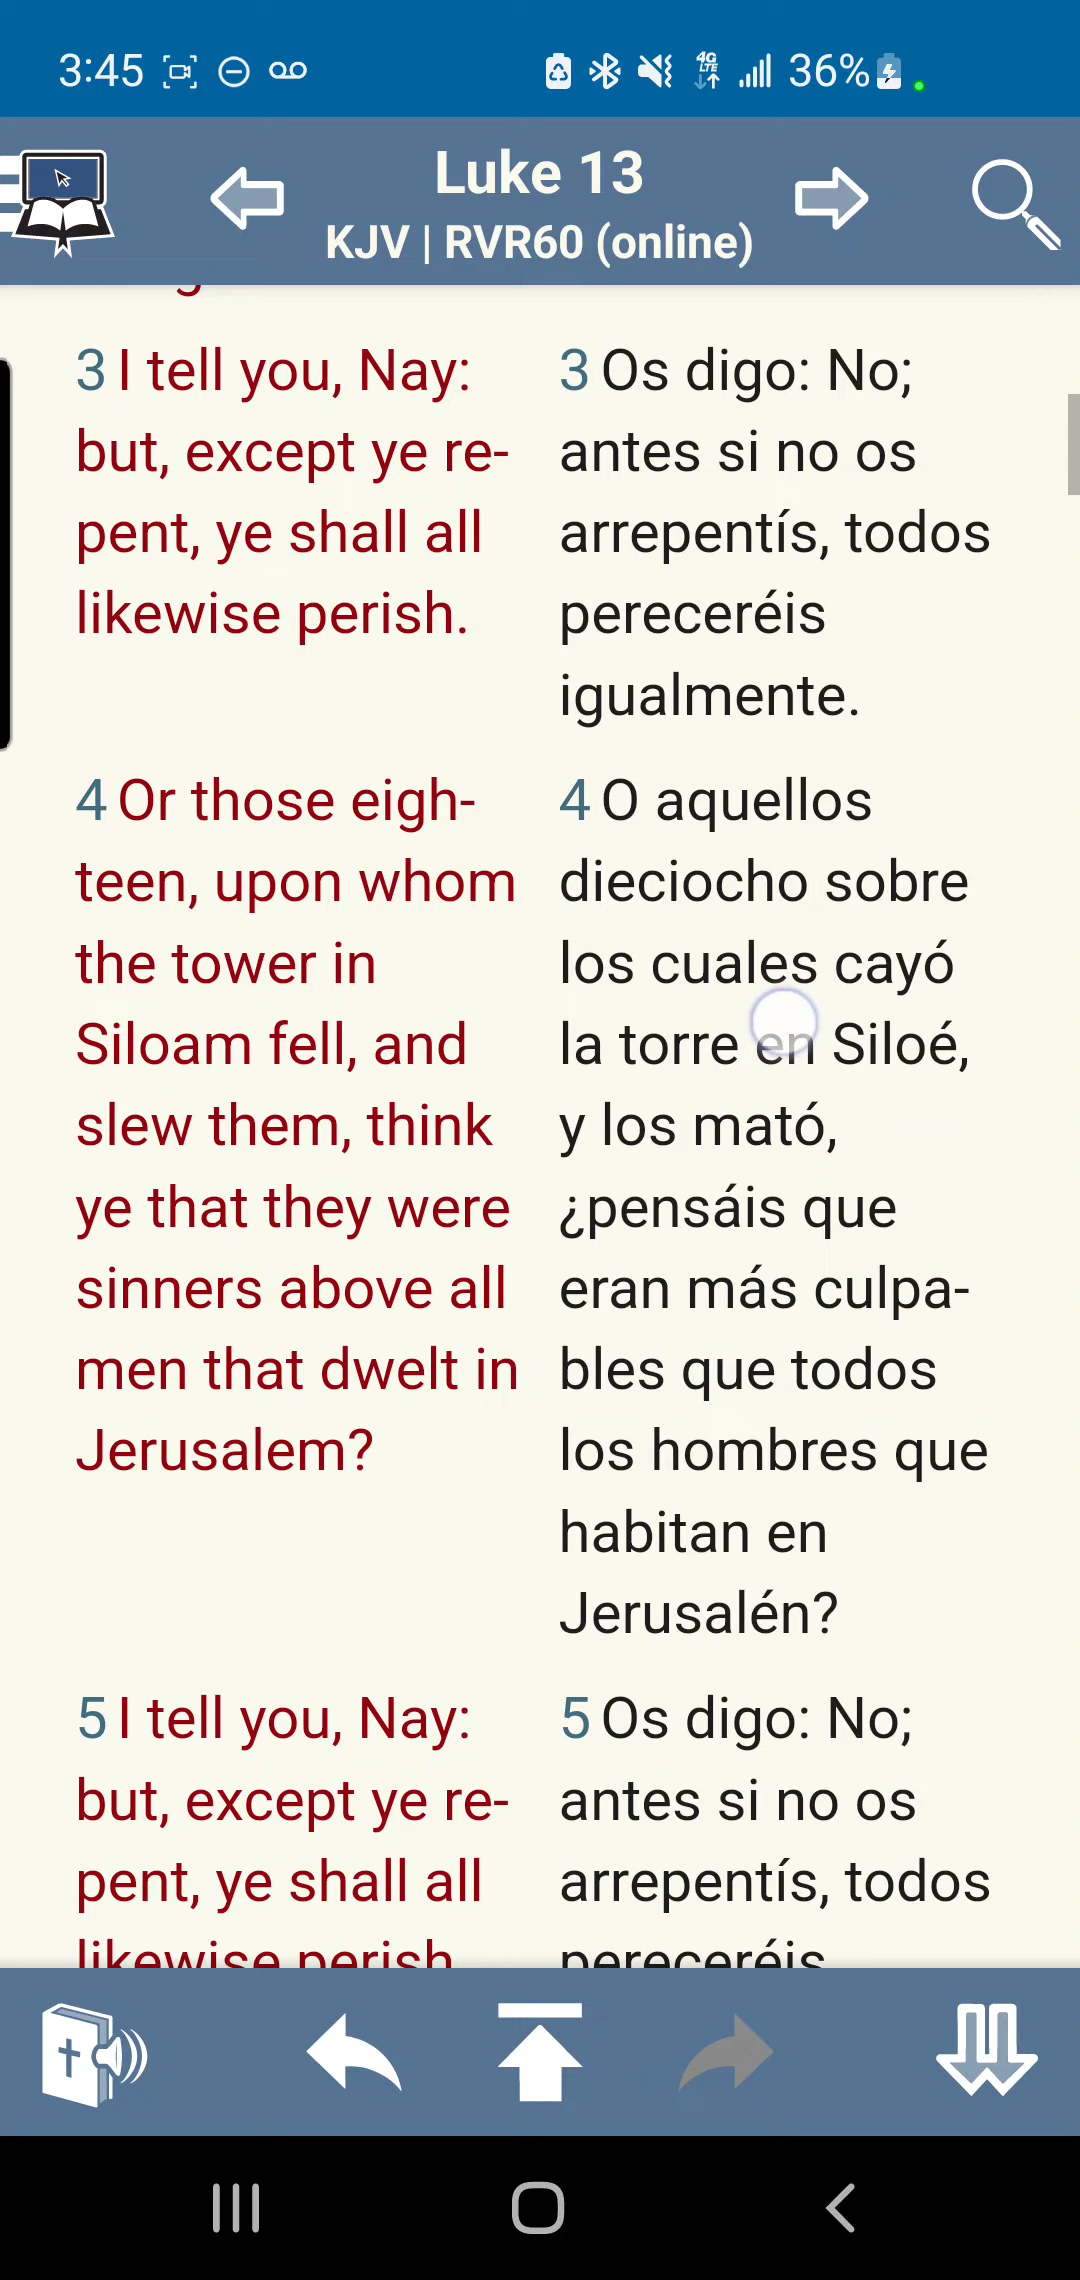 3:45
4G LTE
36%
Luke 13
KJV | RVR60 (online)
3 I tell you, Nay:
but, except ye re-
pent, ye shall all
likewise perish.
3 Os digo: No;
antes si no os
arrepentís, todos
pereceréis
igualmente.
4 Or those eigh-
teen, upon whom
the tower in
Siloam fell, and
slew them, think
ye that they were
sinners above all
men that dwelt in
Jerusalem?
4 O aquellos
dieciocho sobre
los cuales cayó
la torre en Siloé,
y los mató,
¿pensáis que
eran más culpa-
bles que todos
los hombres que
habitan en
Jerusalén?
5 I tell you, Nay:
but, except ye re-
pent, ye shall all
likewise perish
5 Os digo: No;
antes si no os
arrepentís, todos
pereceréis